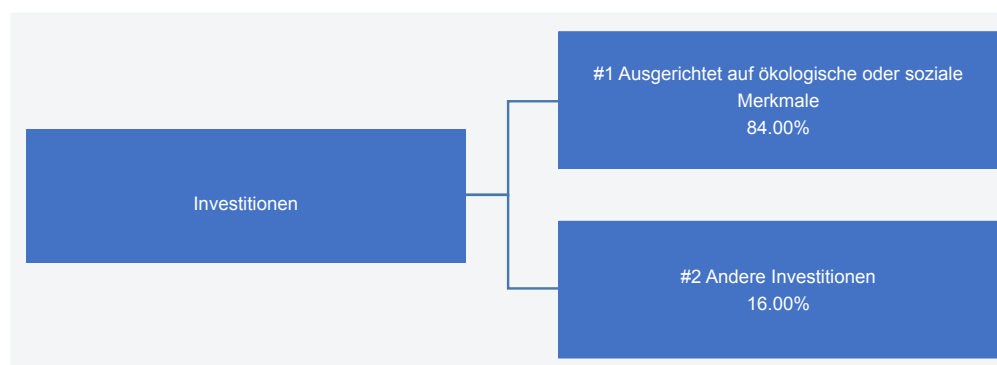 Investitionen
#1 Ausgerichtet auf ökologische oder soziale
Merkmale
84.00%
#2 Andere Investitionen
16.00%